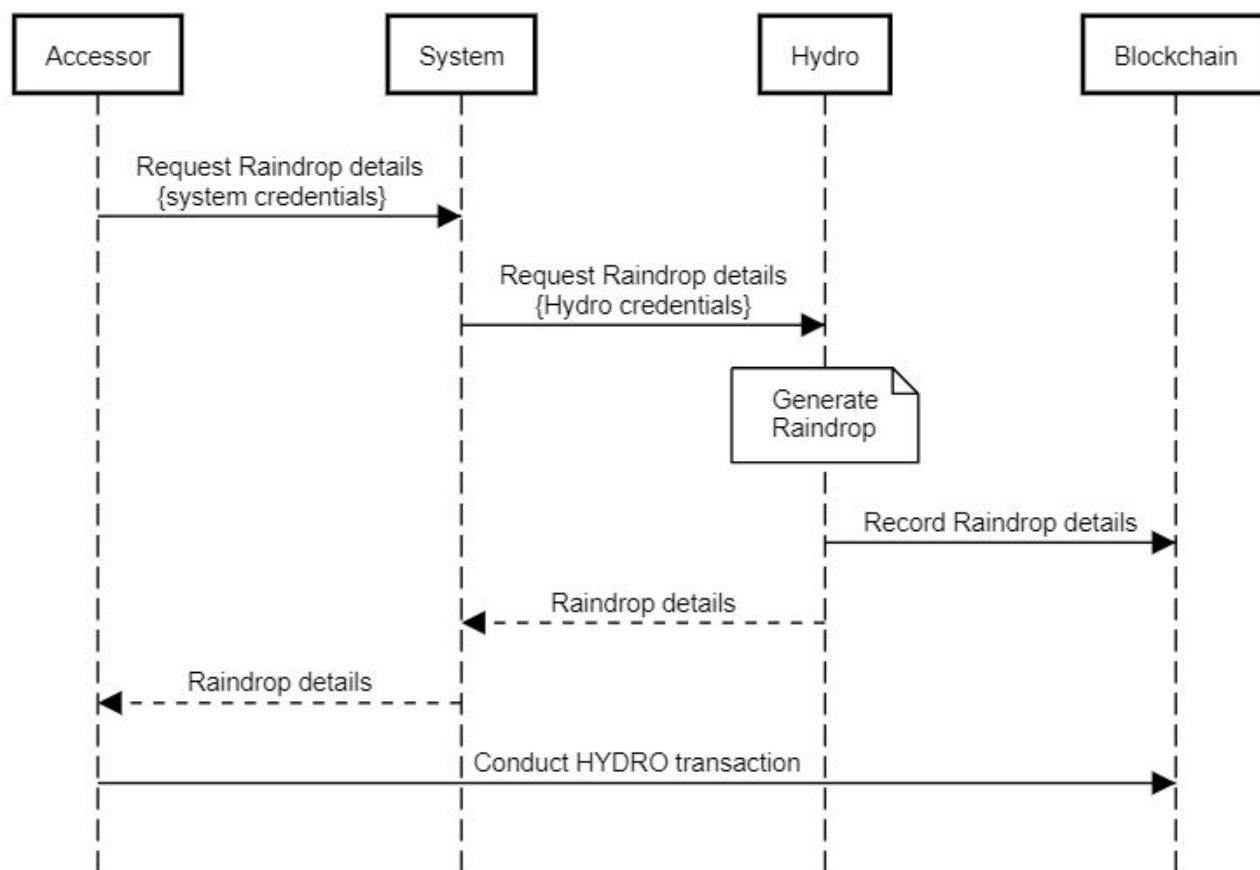 Accessor
System
Hydro
Blockchain
Request Raindrop details
{system credentials}
Request Raindrop details
{Hydro credentials}
Generate
Raindrop
Record Raindrop details
Raindrop details
Raindrop details
Conduct HYDRO transaction